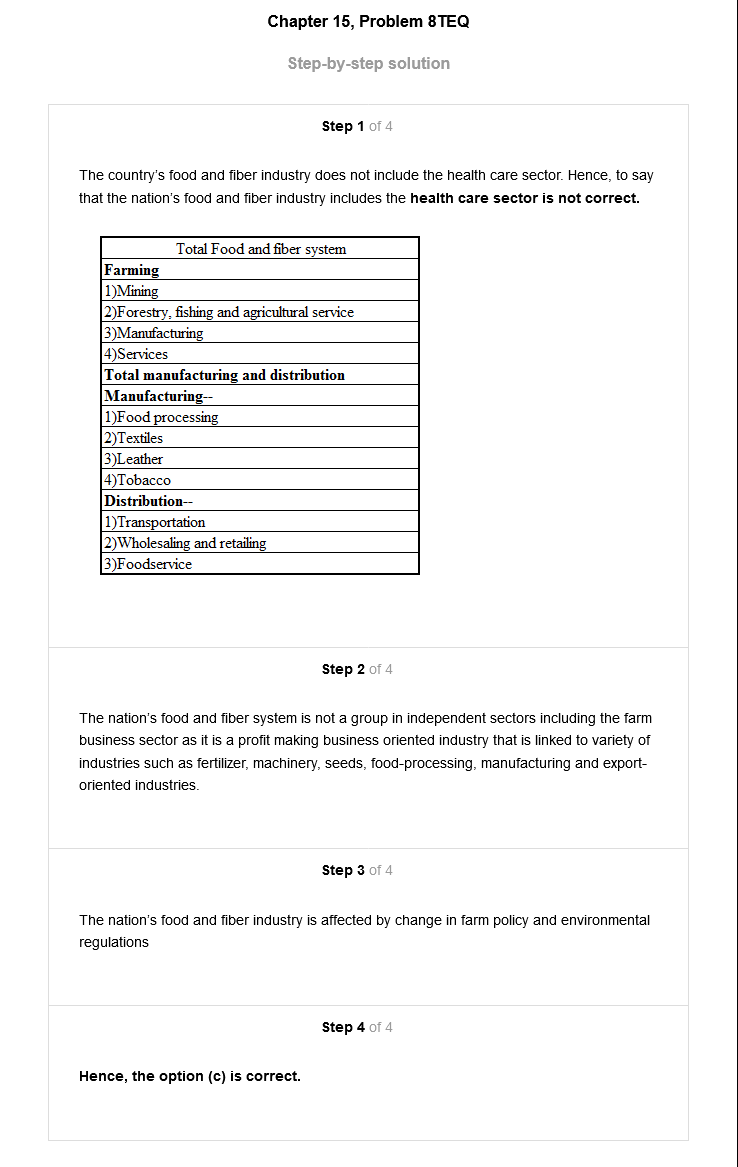 Chapter 15, Problem 8TEQ
Step-by-step solution
Step 1 of 4
The country's food and fiber industry does not include the health care sector. Hence, to say
that the nation's food and fiber industry includes the health care sector is not correct.
Total Food and fiber system
Farming
1)Mining
2)Forestry, fishing and agricultural service
3)Manufacturing
4)Services
Total manufacturing and distribution
Manufacturing--
1)Food processing
2)Textiles
3)Leather
4)Tobacco
Distribution--
1)Transportation
2)Wholesaling and retailing
3)Foodservice
Step 2 of 4
The nation's food and fiber system is not a group in independent sectors including the farm
business sector as it is a profit making business oriented industry that is linked to variety of
industries such as fertilizer, machinery, seeds, food-processing, manufacturing and export-
oriented industries.
Step 3 of 4
The nation's food and fiber industry is affected by change in farm policy and environmental
regulations
Step 4 of 4
Hence, the option (c) is correct.